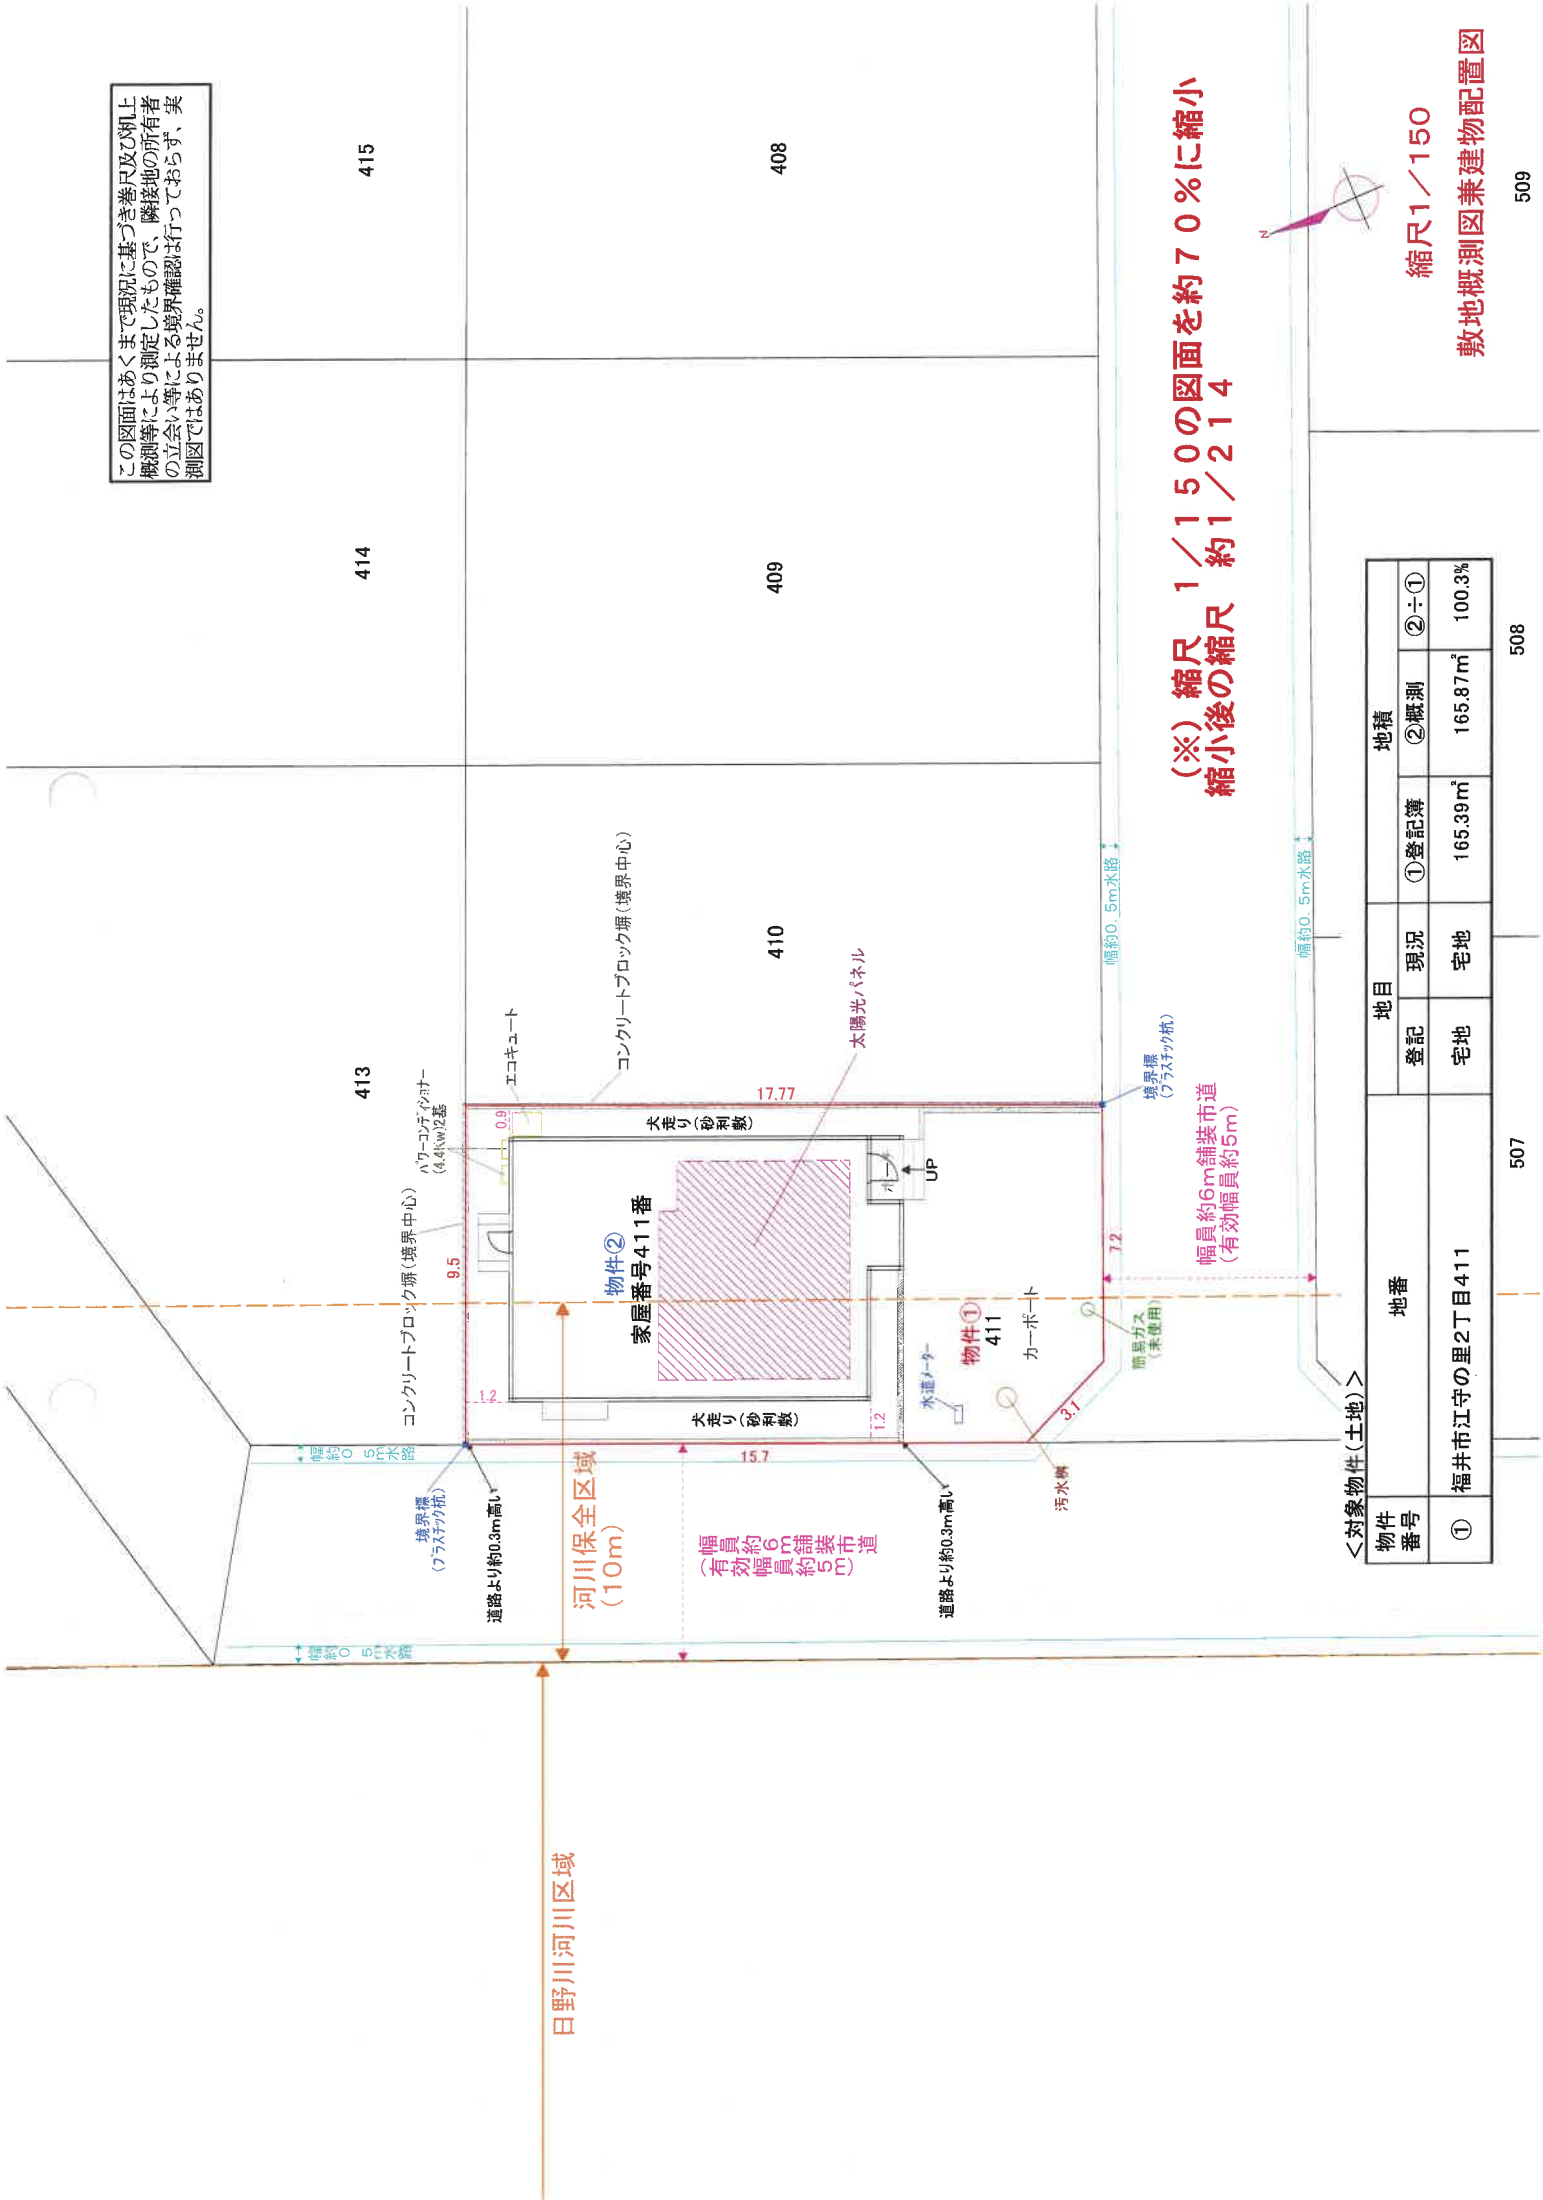 この図面はあくまで現況に基づき巻尺及び机上
概測等により測定したもので、隣接地の所有者
の立会い等による境界確認は行っておらず、実
測図ではありません。
415
414
413
408
409
410
コンクリートブロック塀(境界中心)
パワーコンディショナー
(4.4Kw)2基
エコキュート
コンクリートブロック塀(境界中心)
9.5
0.9
1.2
17.77
犬走り(砂利敷)
物件②
家屋番号411番
太陽光パネル
犬走り(砂利敷)
1.2
15.7
ポーチ
UP
水道メーター
物件①
411
カーポート
7.2
3.1
簡易ガス
(未使用)
汚水桝
境界標
(プラスチック杭)
境界標
(プラスチック杭)
道路より約0.3m高い
道路より約0.3m高い
幅約0.5m水路
幅約0.5m水路
幅約0.5m水路
幅約0.5m水路
幅員約6m舗装市道
(有効幅員約5m)
幅員約6m舗装市道
(有効幅員約5m)
河川保全区域
(10m)
日野川河川区域
(※)縮尺 1/150の図面を約70%に縮小
縮小後の縮尺 約1/214
N
縮尺1/150
敷地概測図兼建物配置図
<対象物件(土地)>
物件
番号
地番
地目
地積
登記
現況
①登記簿
②概測
②÷①
①
福井市江守の里2丁目411
宅地
宅地
165.39㎡
165.87㎡
100.3%
507
508
509